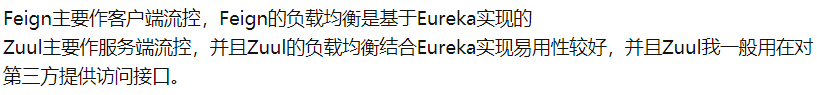 Feign主要作客户端流控，Feign的负载均衡是基于Eureka实现的
Zuul主要作服务端流控，并且Zuul的负载均衡结合Eureka实现易用性较好，并且Zuul我一般用在对
第三方提供访问接口。